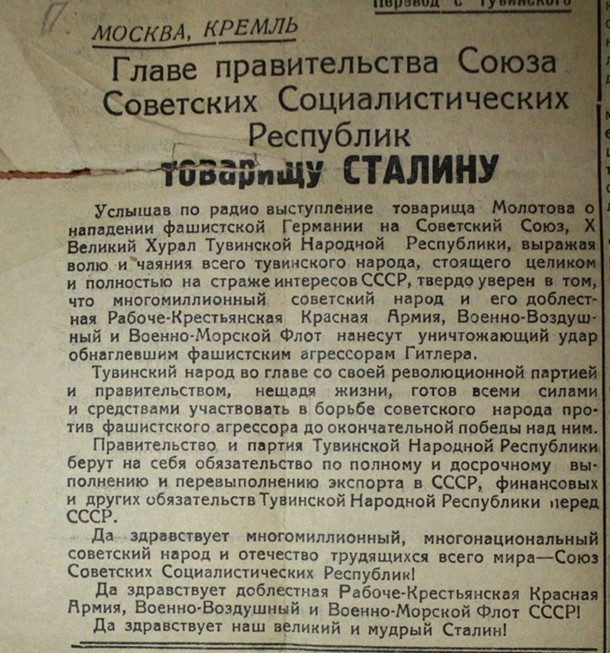 Перевод с тувинского
МОСКВА, КРЕМЛЬ
Главе правительства Союза
Советских Социалистических
Республик
товарищу СТАЛИНУ
Услышав по радио выступление товарища Молотова о
нападении фашистской Германии на Советский Союз, X
Великий Хурал Тувинской Народной Республики, выражая
волю и чаяния всего тувинского народа, стоящего целиком
и полностью на страже интересов СССР, твердо уверен в том,
что многомиллионный советский народ и его доблест-
ная Рабоче-Крестьянская Красная Армия, Военно-Воздуш-
ный и Военно-Морской Флот нанесут уничтожающий удар
обнаглевшим фашистским агрессорам Гитлера.
Тувинский народ во главе со своей революционной партией
и правительством, нещадя жизни, готов всеми силами
и средствами участвовать в борьбе советского народа про-
тив фашистского агрессора до окончательной победы над ним.
Правительство и партия Тувинской Народной Республики
берут на себя обязательство по полному и досрочному вы-
полнению и перевыполнению экспорта в СССР, финансовых
и других обязательств Тувинской Народной Республики перед
СССР.
Да здравствует многомиллионный, многонациональный
советский народ и отечество трудящихся всего мира—Союз
Советских Социалистических Республик!
Да здравствует доблестная Рабоче-Крестьянская Красная
Армия, Военно-Воздушный и Военно-Морской Флот СССР!
Да здравствует наш великий и мудрый Сталин!